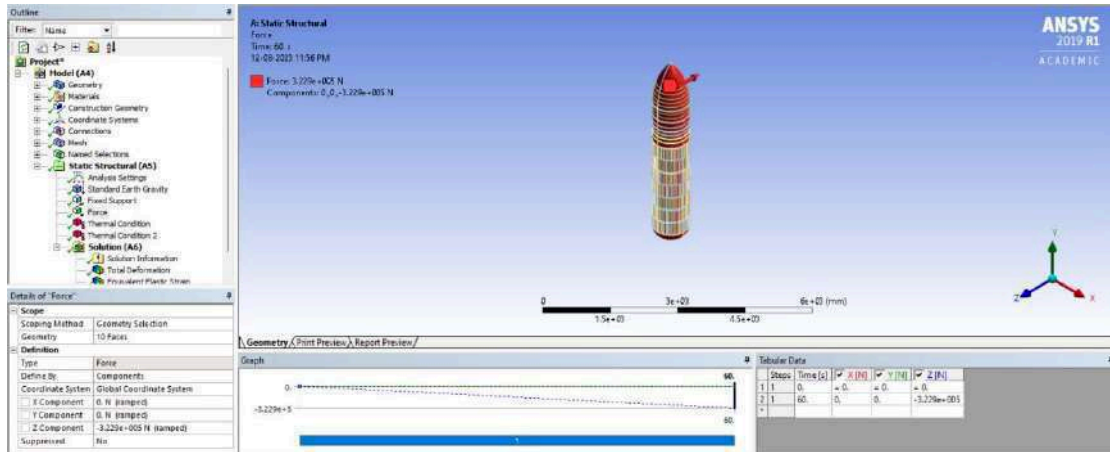 Outline
Filter: Name
Project*
Model (A4)
Geometry
Materials
Construction Geometry
Coordinate Systems
Connections
Mesh
Named Selections
Static Structural (A5)
Analysis Settings
Standard Earth Gravity
Fixed Support
Force
Thermal Condition
Thermal Condition 2
Solution (A6)
Solution Information
Total Deformation
Equivalent Plastic Strain
Details of "Force"
Scope
Scoping Method Geometry Selection
Geometry 10 Faces
Definition
Type Force
Define By Components
Coordinate System Global Coordinate System
X Component 0. N (ramped)
Y Component 0. N (ramped)
Z Component -3.229e+005 N (ramped)
Suppressed No
A: Static Structural
Force
Time: 60. s
Force: 3.229e+005 N
Components: 0.,0.,-3.229e+005 N
ANSYS
2019 R1
ACADEMIC
Y
Z
X
0 3e+03 6e+03 (mm)
1.5e+03 4.5e+03
Geometry Print Preview Report Preview
Graph
60.
0.
-3.229e+5
60.
1
Tabular Data
Steps Time [s] X [N] Y [N] Z [N]
1 1 0. = 0. = 0. = 0.
2 1 60. 0. 0. -3.229e+005
*